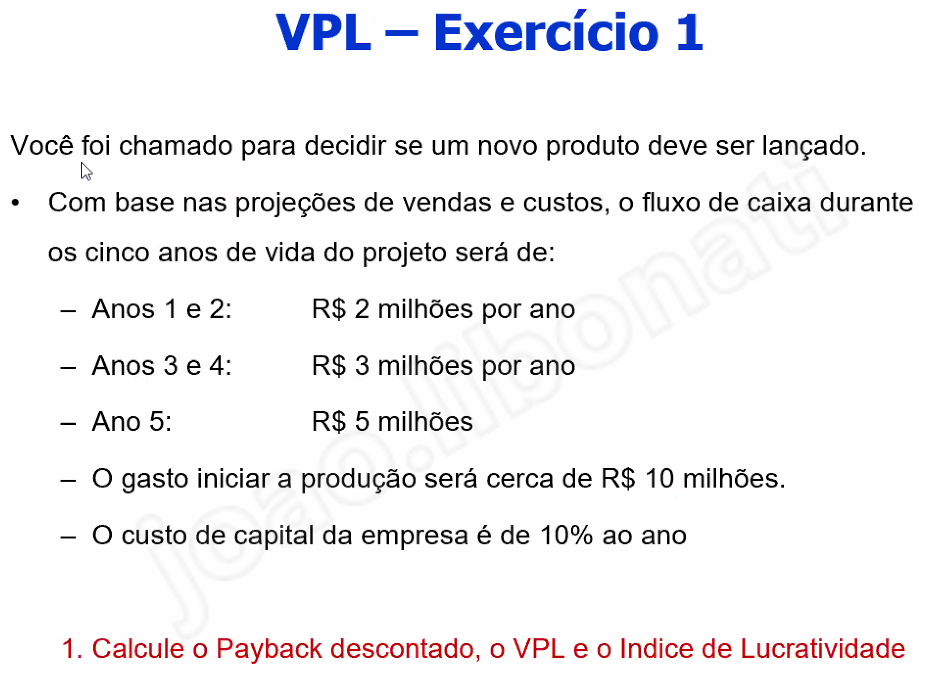 VPL – Exercício 1
Você foi chamado para decidir se um novo produto deve ser lançado.
• Com base nas projeções de vendas e custos, o fluxo de caixa durante
os cinco anos de vida do projeto será de:
– Anos 1 e 2: R$ 2 milhões por ano
– Anos 3 e 4: R$ 3 milhões por ano
– Ano 5: R$ 5 milhões
– O gasto iniciar a produção será cerca de R$ 10 milhões.
– O custo de capital da empresa é de 10% ao ano
1. Calcule o Payback descontado, o VPL e o Indice de Lucratividade
joao.libonati